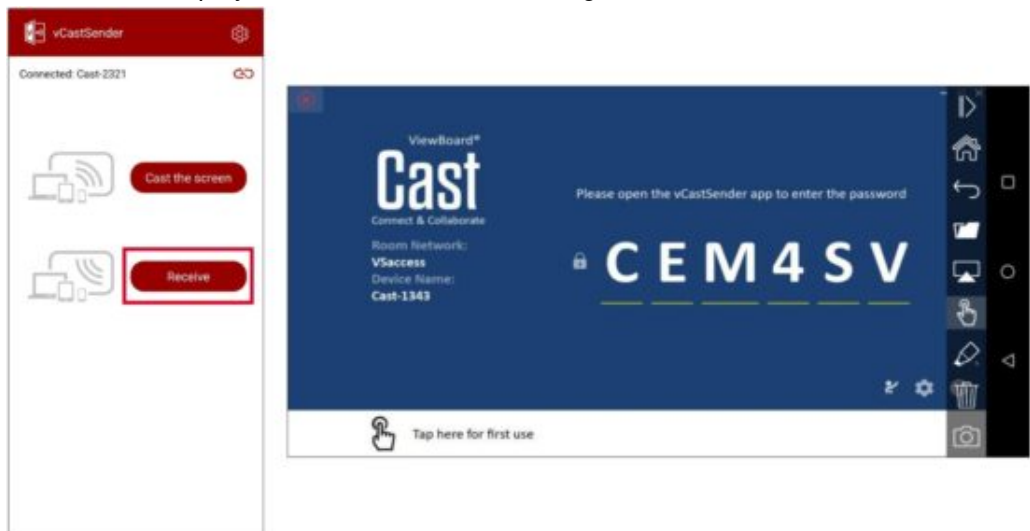 vCastSender
Connected: Cast-2321
Cast the screen
Receive
ViewBoard®
Cast
Connect & Collaborate
Room Network:
VSaccess
Device Name:
Cast-1343
Please open the vCastSender app to enter the password
CEM4SV
Tap here for first use